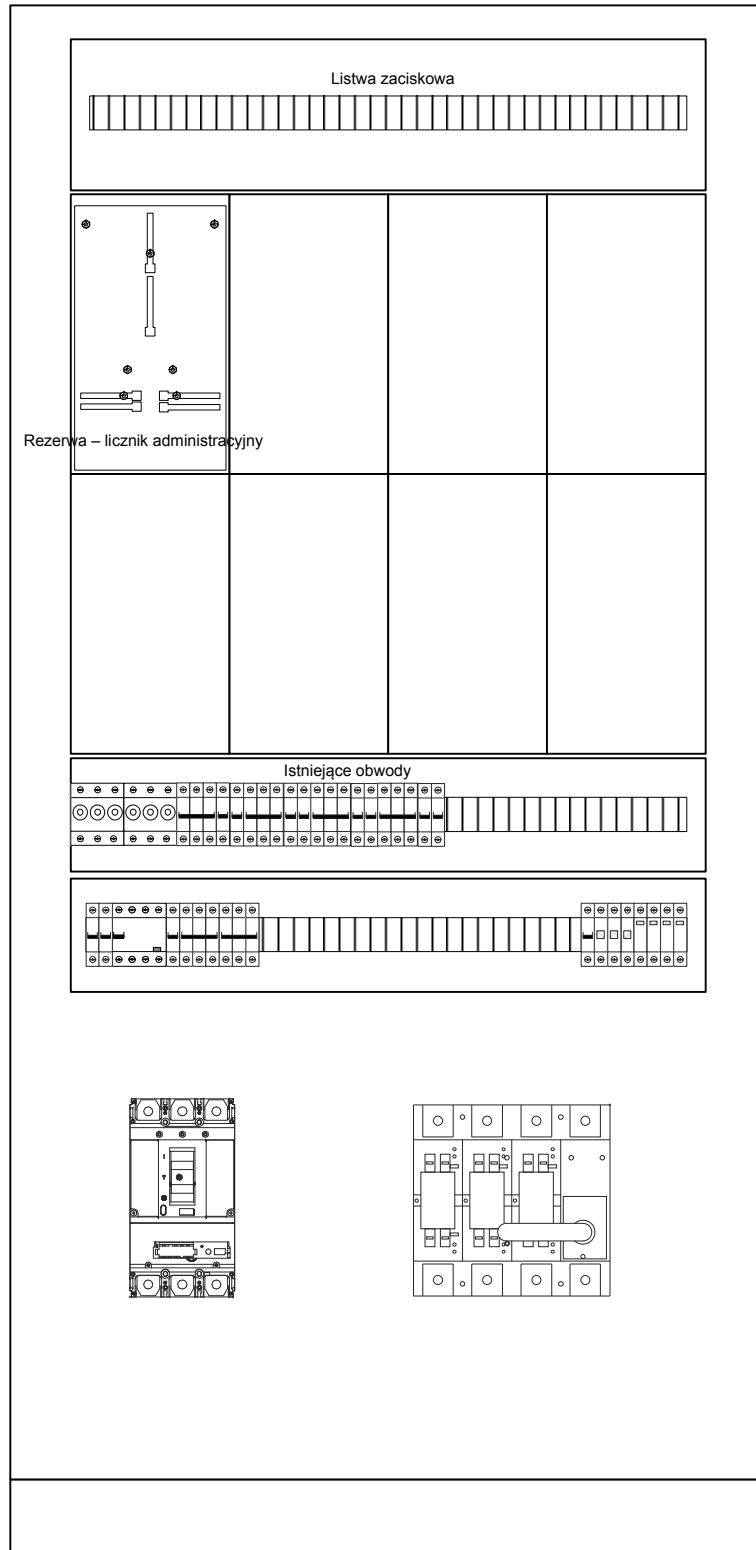 Listwa zaciskowa
Rezerwa – licznik administracyjny
Istniejące obwody